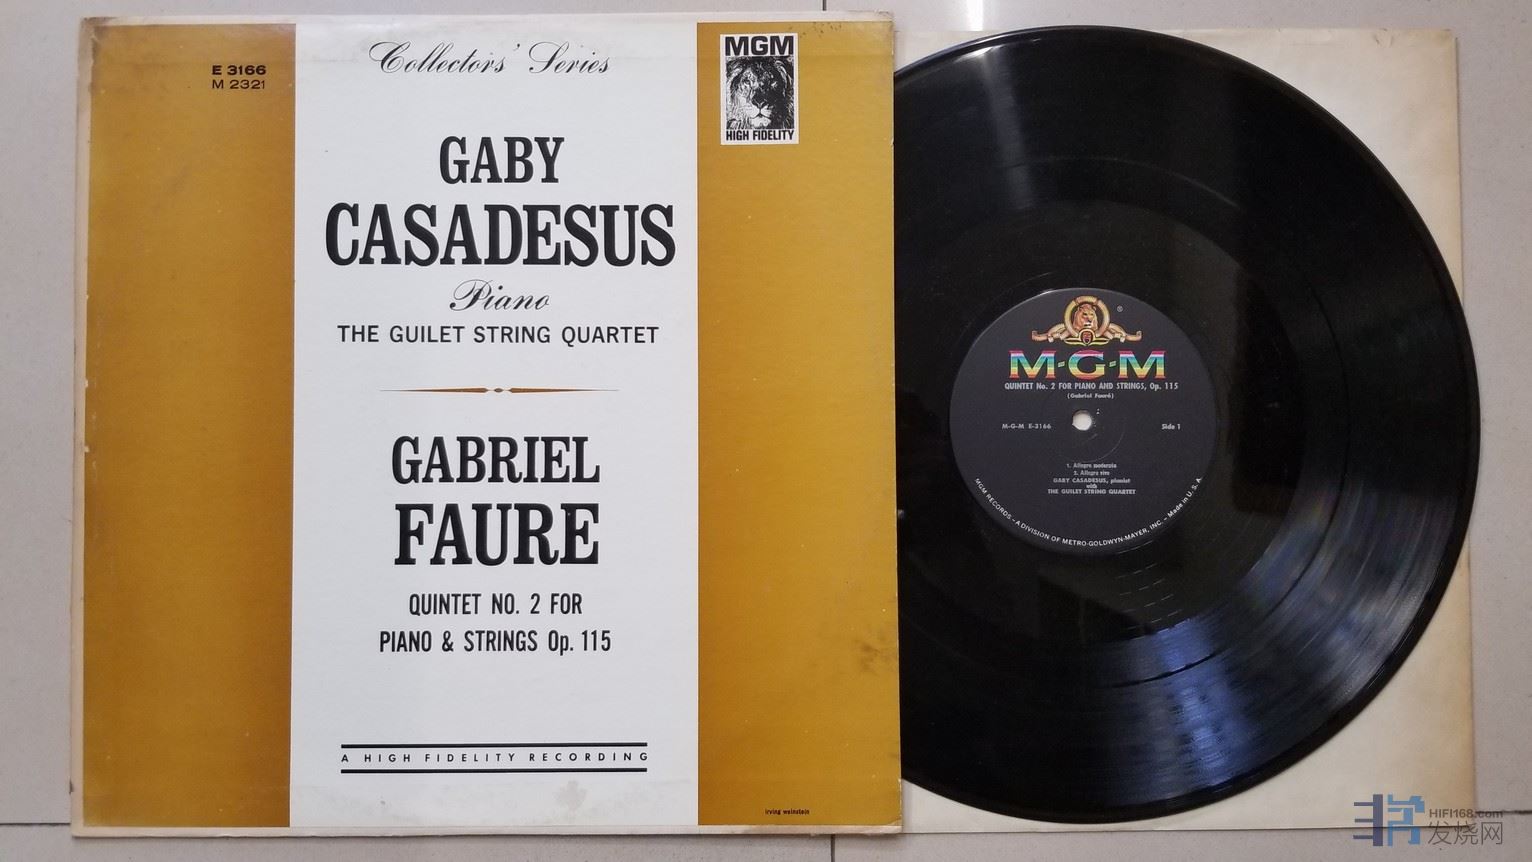 E 3166
M 2321
Collectors' Series
MGM
HIGH FIDELITY
GABY
CASADESUS
Piano
THE GUILET STRING QUARTET
GABRIEL
FAURE
QUINTET NO. 2 FOR
PIANO & STRINGS Op. 115
A HIGH FIDELITY RECORDING
irving weinstein
M-G-M
®
QUINTET No. 2 FOR PIANO AND STRINGS, Op. 115
(Gabriel Fauré)
M-G-M E-3166
Side 1
1. Allegro moderato
2. Allegro vivo
GABY CASADESUS, pianist
with
THE GUILET STRING QUARTET
MGM RECORDS – A DIVISION OF METRO-GOLDWYN-MAYER, INC. – Made in U. S. A.
HIFI168.com
发烧网